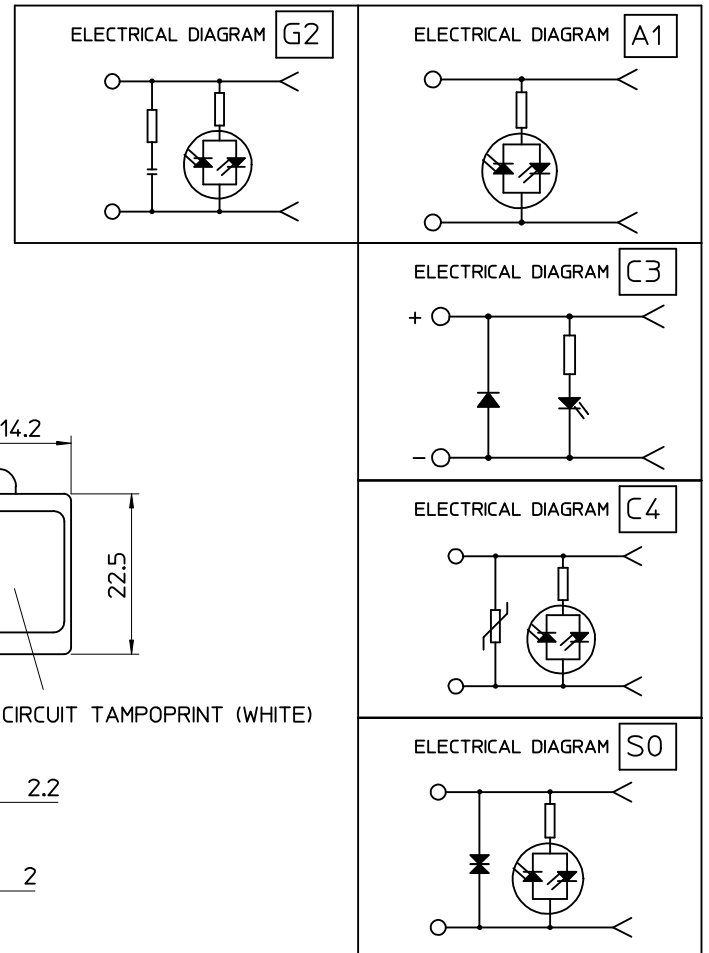 ELECTRICAL DIAGRAM G2
ELECTRICAL DIAGRAM A1
ELECTRICAL DIAGRAM C3
+
−
14.2
22.5
ELECTRICAL DIAGRAM C4
CIRCUIT TAMPOPRINT (WHITE)
ELECTRICAL DIAGRAM S0
2.2
2